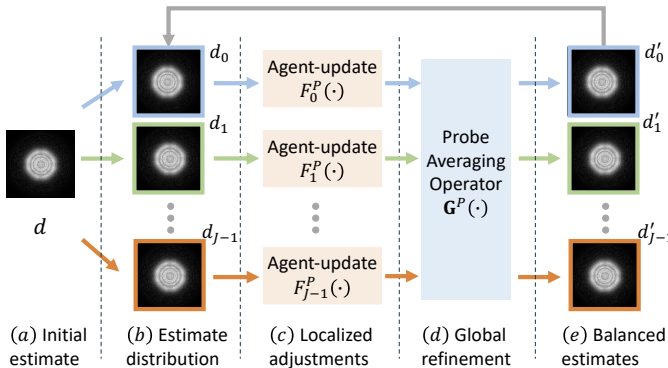 d
d_0
d_1
d_{J−1}
Agent-update
F_0^P(·)
Agent-update
F_1^P(·)
Agent-update
F_{J−1}^P(·)
Probe
Averaging
Operator
G^P(·)
d′_0
d′_1
d′_{J−1}
(a) Initial
estimate
(b) Estimate
distribution
(c) Localized
adjustments
(d) Global
refinement
(e) Balanced
estimates